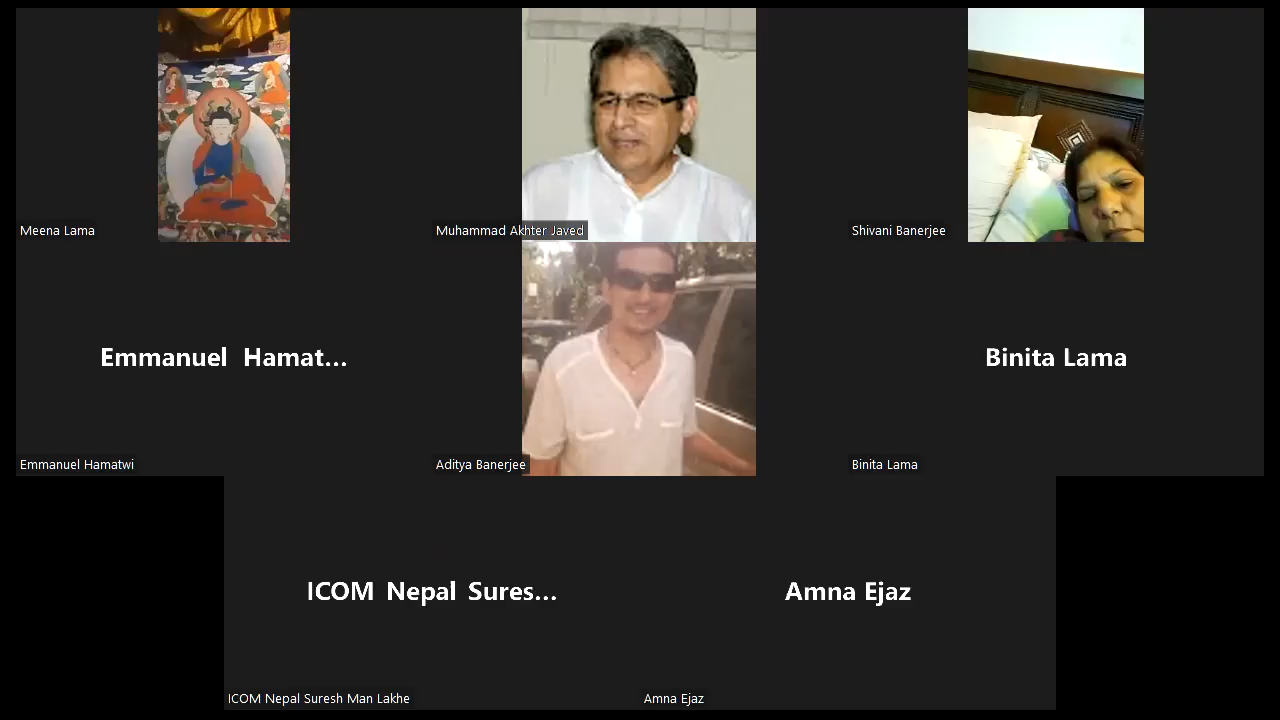 Meena Lama
Muhammad Akhter Javed
Shivani Banerjee
Emmanuel Hamat...
Binita Lama
Emmanuel Hamatwi
Aditya Banerjee
Binita Lama
ICOM Nepal Sures...
Amna Ejaz
ICOM Nepal Suresh Man Lakhe
Amna Ejaz